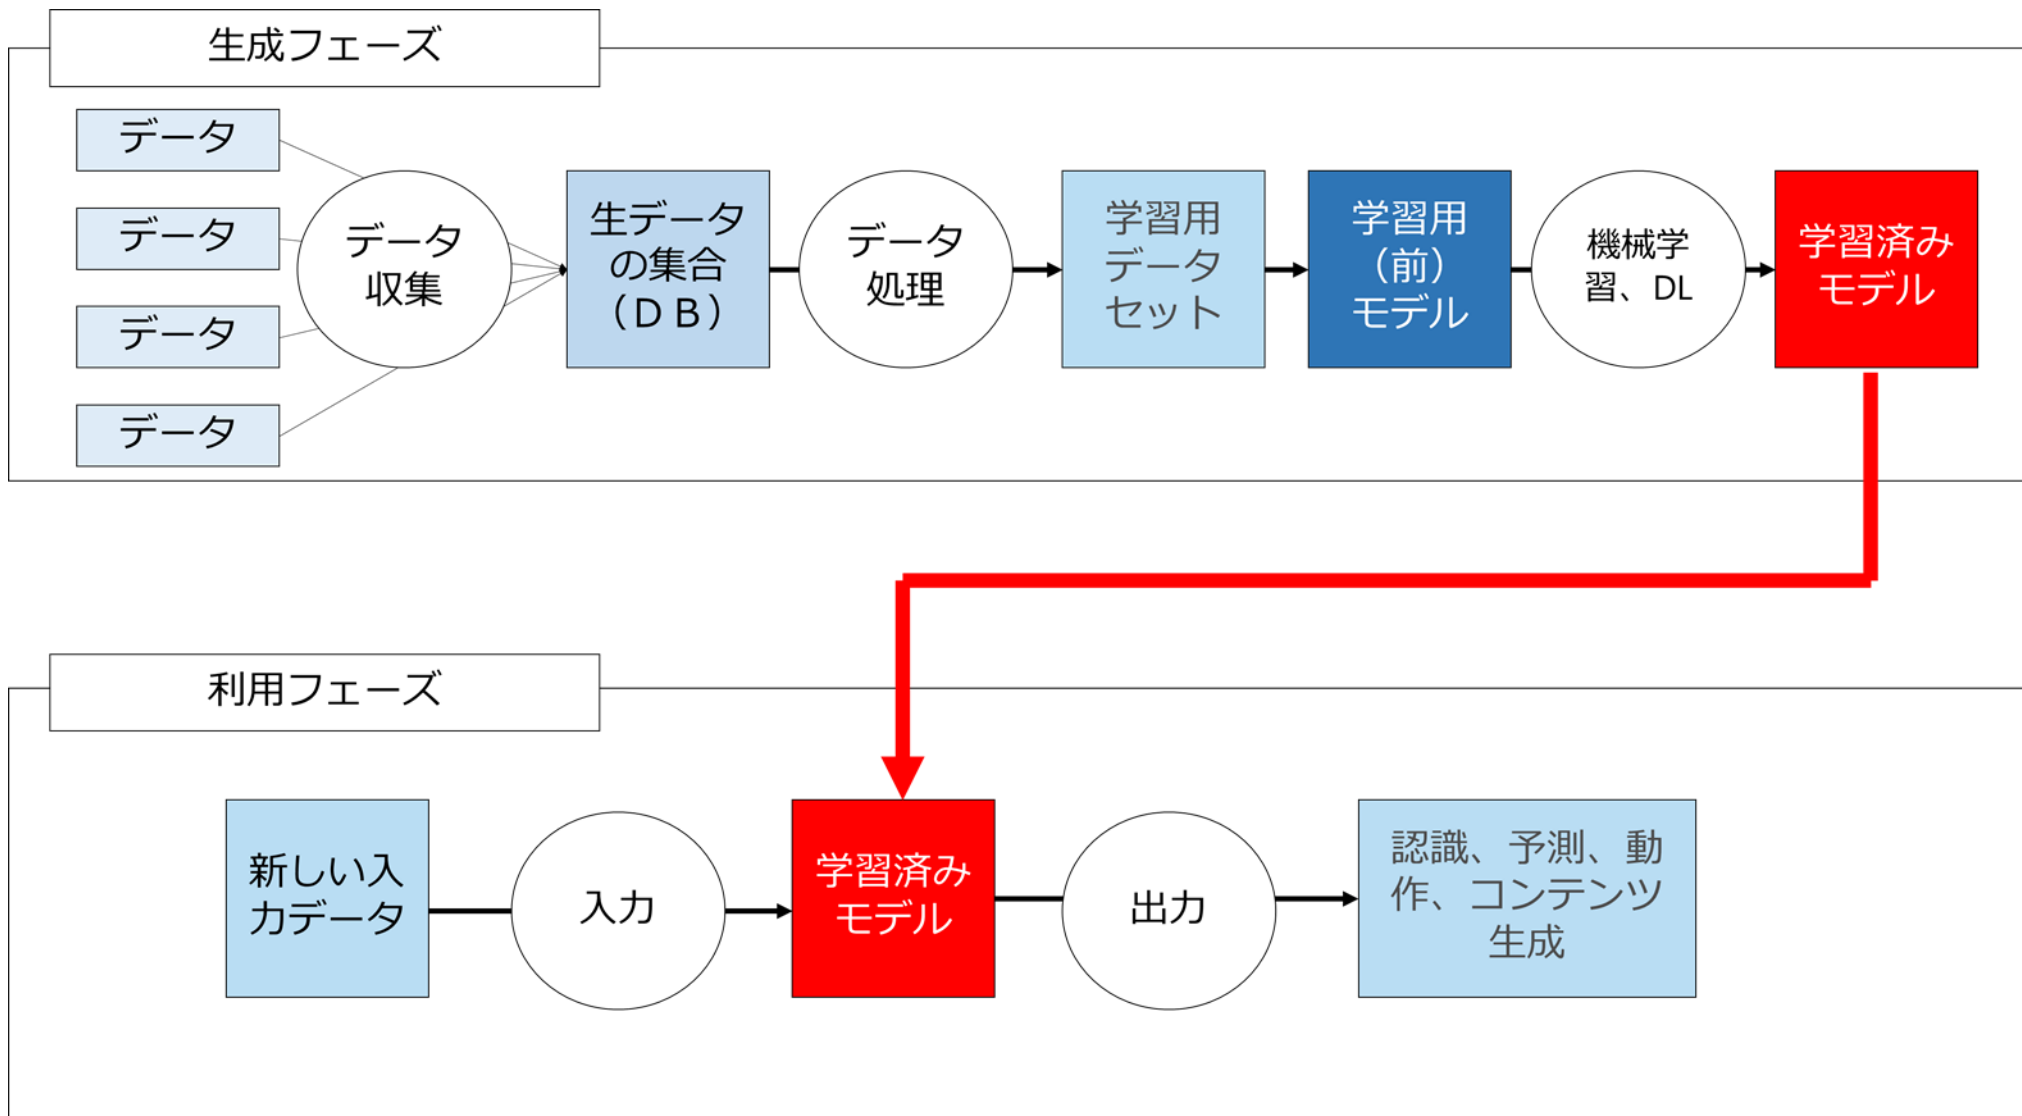 生成フェーズ
データ
データ
データ
データ
データ
収集
生データ
の集合
（ＤＢ）
データ
処理
学習用
データ
セット
学習用
（前）
モデル
機械学
習、DL
学習済み
モデル
利用フェーズ
新しい入
力データ
入力
学習済み
モデル
出力
認識、予測、動
作、コンテンツ
生成